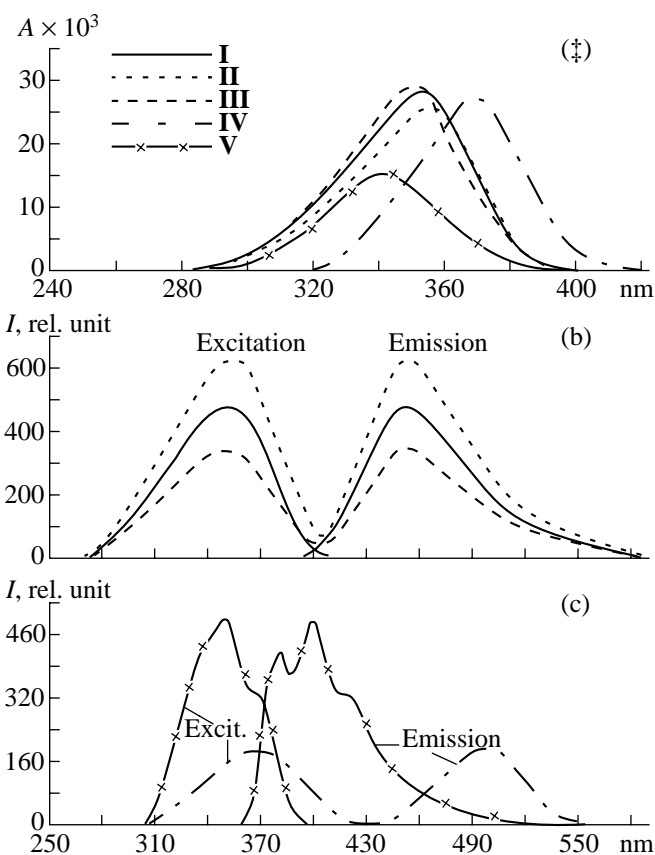 A × 10³
I
II
III
IV
V
(‡)
30
20
10
0
240 280 320 360 400 nm
I, rel. unit
Excitation Emission
(b)
600
400
200
0
I, rel. unit
(c)
460
320
Excit. Emission
160
0
250 310 370 430 490 550 nm